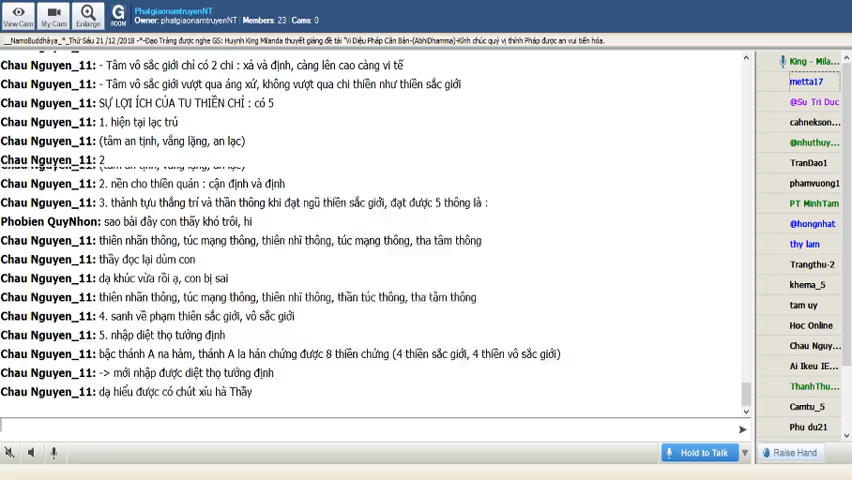 View Cam
My Cam
Enlarge
G
ROOM
PhatgiaonamtruyenNT
Owner: phatgiaonamtruyenNT | Members: 23 | Cams: 0
__NamoBuddhàya_*_Thứ Sáu 21 /12 /2018 -*-Đạo Tràng được nghe GS: Huynh King Milanda thuyết giảng đề tài "Vi Diệu Pháp Căn Bản-(AbhiDhamma)-Kính chúc quý vị thính Pháp được an vui tiến hóa.
Chau Nguyen_11: - Tâm vô sắc giới chỉ có 2 chi : xả và định, càng lên cao càng vi tế
Chau Nguyen_11: - Tâm vô sắc giới vượt qua áng xứ, không vượt qua chi thiền như thiền sắc giới
Chau Nguyen_11: SỰ LỢI ÍCH CỦA TU THIỀN CHỈ : có 5
Chau Nguyen_11: 1. hiện tại lạc trú
Chau Nguyen_11: (tâm an tịnh, vắng lặng, an lạc)
Chau Nguyen_11: 2
Chau Nguyen_11: 2. nền cho thiền quán : cận định và định
Chau Nguyen_11: 3. thành tựu thắng trí và thần thông khi đạt ngũ thiền sắc giới, đạt được 5 thông là :
Phobien QuyNhon: sao bài đây con thấy khó trôi, hi
Chau Nguyen_11: thiên nhãn thông, túc mạng thông, thiên nhĩ thông, túc mạng thông, tha tâm thông
Chau Nguyen_11: thầy đọc lại dùm con
Chau Nguyen_11: dạ khúc vừa rồi ạ, con bị sai
Chau Nguyen_11: thiên nhãn thông, túc mạng thông, thiên nhĩ thông, thần túc thông, tha tâm thông
Chau Nguyen_11: 4. sanh về phạm thiên sắc giới, vô sắc giới
Chau Nguyen_11: 5. nhập diệt thọ tưởng định
Chau Nguyen_11: bậc thánh A na hàm, thánh A la hán chứng được 8 thiền chứng (4 thiền sắc giới, 4 thiền vô sắc giới)
Chau Nguyen_11: -> mới nhập được diệt thọ tưởng định
Chau Nguyen_11: dạ hiểu được có chút xíu hà Thầy
King - Mila...
metta17
@Su Tri Duc
cahnekson...
@nhuthuy...
TranDao1
phamvuong1
PT MinhTam
@hongnhat
thy lam
Trangthu-2
khema_5
tam uy
Hoc Online
Chau Nguy...
Ai Ikeu IE...
ThanhThu...
Camtu_5
Phu du21
Hold to Talk
Raise Hand